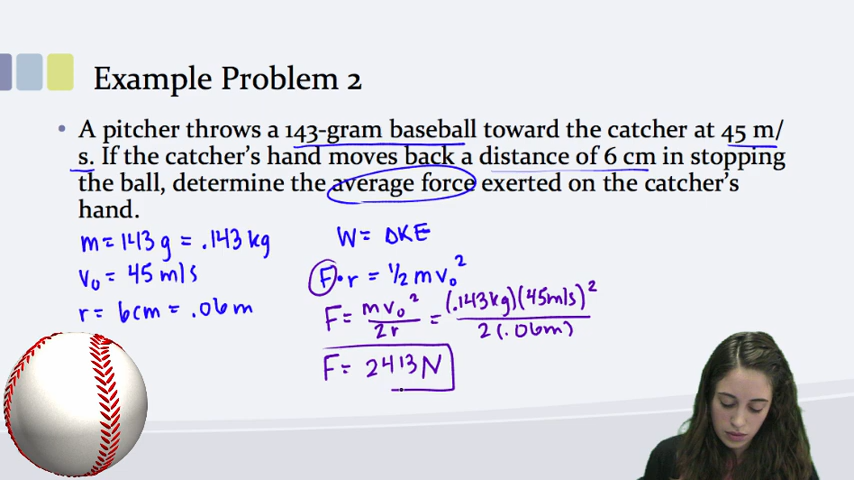 Example Problem 2
• A pitcher throws a 143-gram baseball toward the catcher at 45 m/
s. If the catcher's hand moves back a distance of 6 cm in stopping
the ball, determine the average force exerted on the catcher's
hand.
m = 143 g = .143 kg
v₀ = 45 m/s
r = 6cm = .06 m
W = ΔKE
F · r = 1/2 m v₀²
F = mv₀²/2r = (.143kg)(45m/s)²/2(.06m)
F = 2413 N